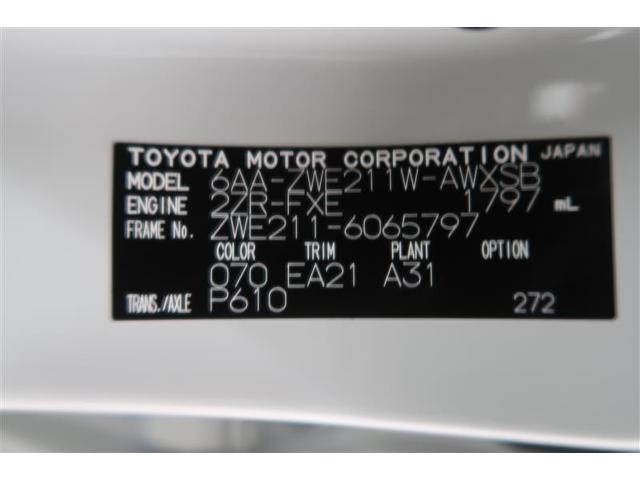 TOYOTA MOTOR CORPORATION JAPAN
MODEL 6AA-ZWE211W-AWXSB
ENGINE 2ZR-FXE 1797 mL
FRAME No. ZWE211-6065797
COLOR TRIM PLANT OPTION
070 EA21 A31
TRANS./AXLE P610 272